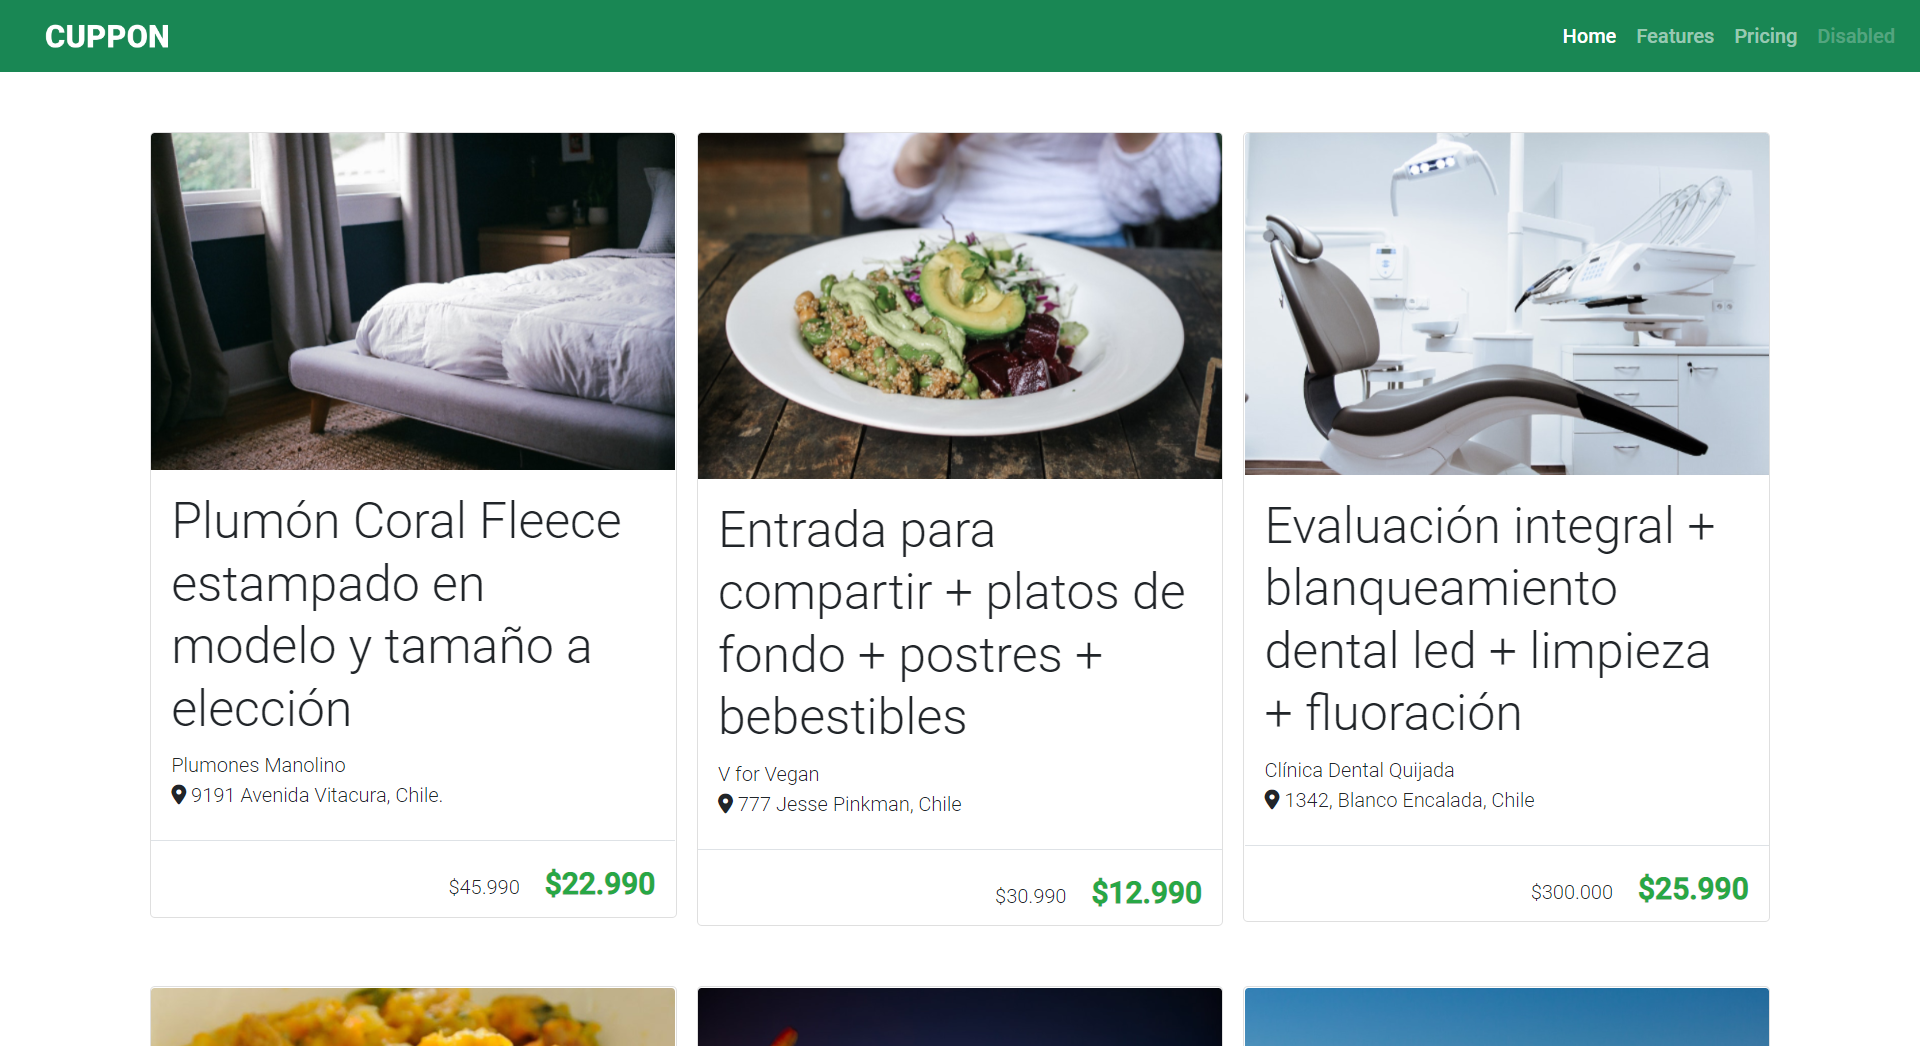 CUPPON
Home Features Pricing Disabled
Plumón Coral Fleece
estampado en
modelo y tamaño a
elección
Plumones Manolino
9191 Avenida Vitacura, Chile.
$45.990 $22.990
Entrada para
compartir + platos de
fondo + postres +
bebestibles
V for Vegan
777 Jesse Pinkman, Chile
$30.990 $12.990
Evaluación integral +
blanqueamiento
dental led + limpieza
+ fluoración
Clínica Dental Quijada
1342, Blanco Encalada, Chile
$300.000 $25.990